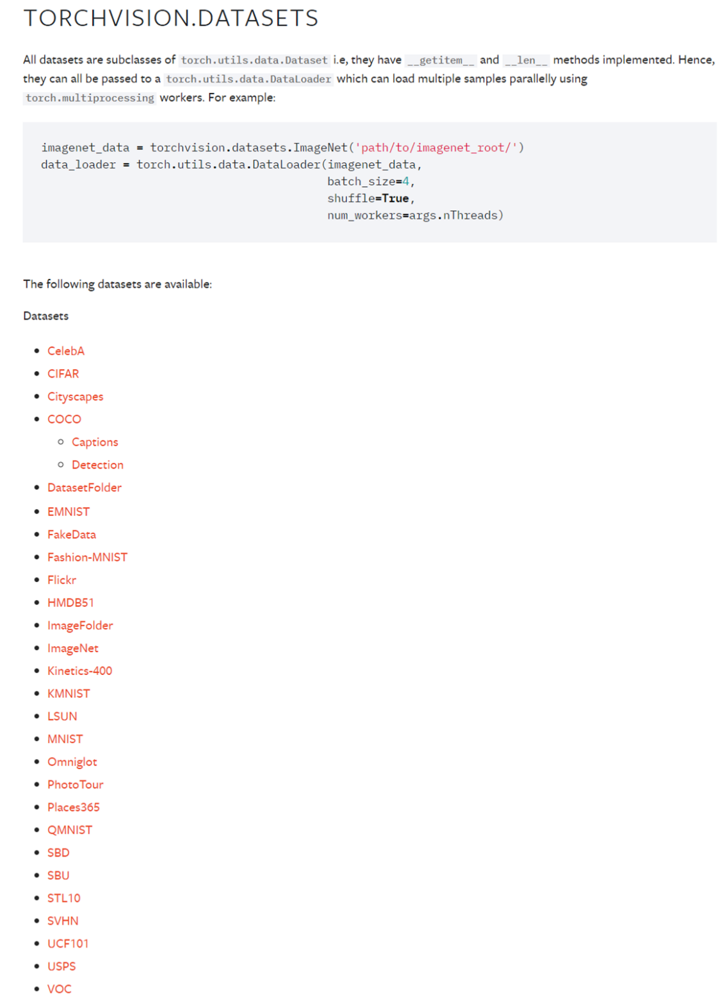 TORCHVISION.DATASETS
All datasets are subclasses of torch.utils.data.Dataset i.e, they have __getitem__ and __len__ methods implemented. Hence,
they can all be passed to a torch.utils.data.DataLoader which can load multiple samples parallelly using
torch.multiprocessing workers. For example:
imagenet_data = torchvision.datasets.ImageNet('path/to/imagenet_root/')
data_loader = torch.utils.data.DataLoader(imagenet_data,
batch_size=4,
shuffle=True,
num_workers=args.nThreads)
The following datasets are available:
Datasets
CelebA
CIFAR
Cityscapes
COCO
Captions
Detection
DatasetFolder
EMNIST
FakeData
Fashion-MNIST
Flickr
HMDB51
ImageFolder
ImageNet
Kinetics-400
KMNIST
LSUN
MNIST
Omniglot
PhotoTour
Places365
QMNIST
SBD
SBU
STL10
SVHN
UCF101
USPS
VOC